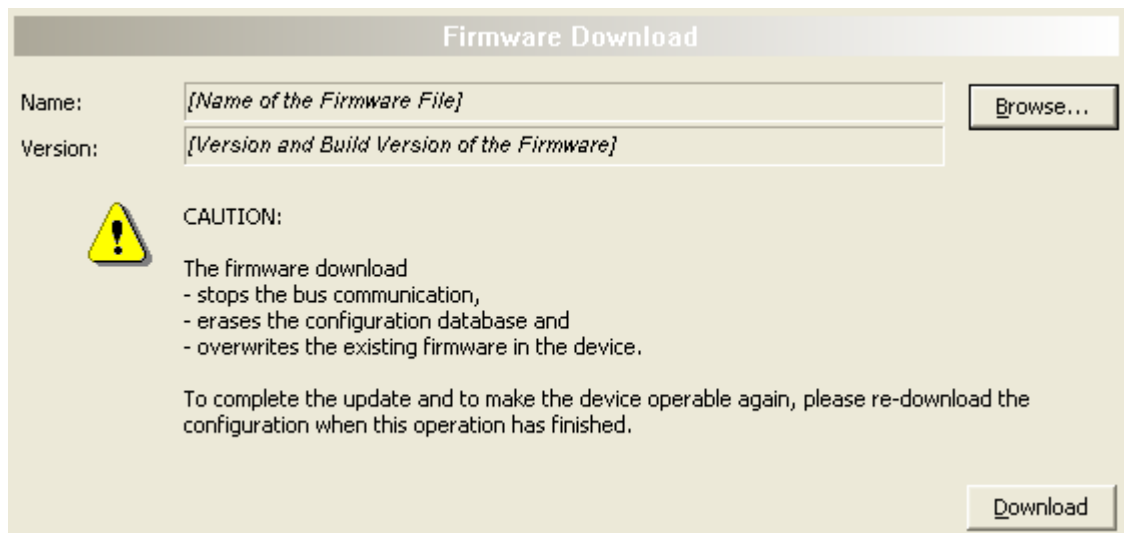 Firmware Download
Name:
[Name of the Firmware File]
Browse...
Version:
[Version and Build Version of the Firmware]
CAUTION:
The firmware download
- stops the bus communication,
- erases the configuration database and
- overwrites the existing firmware in the device.
To complete the update and to make the device operable again, please re-download the
configuration when this operation has finished.
Download